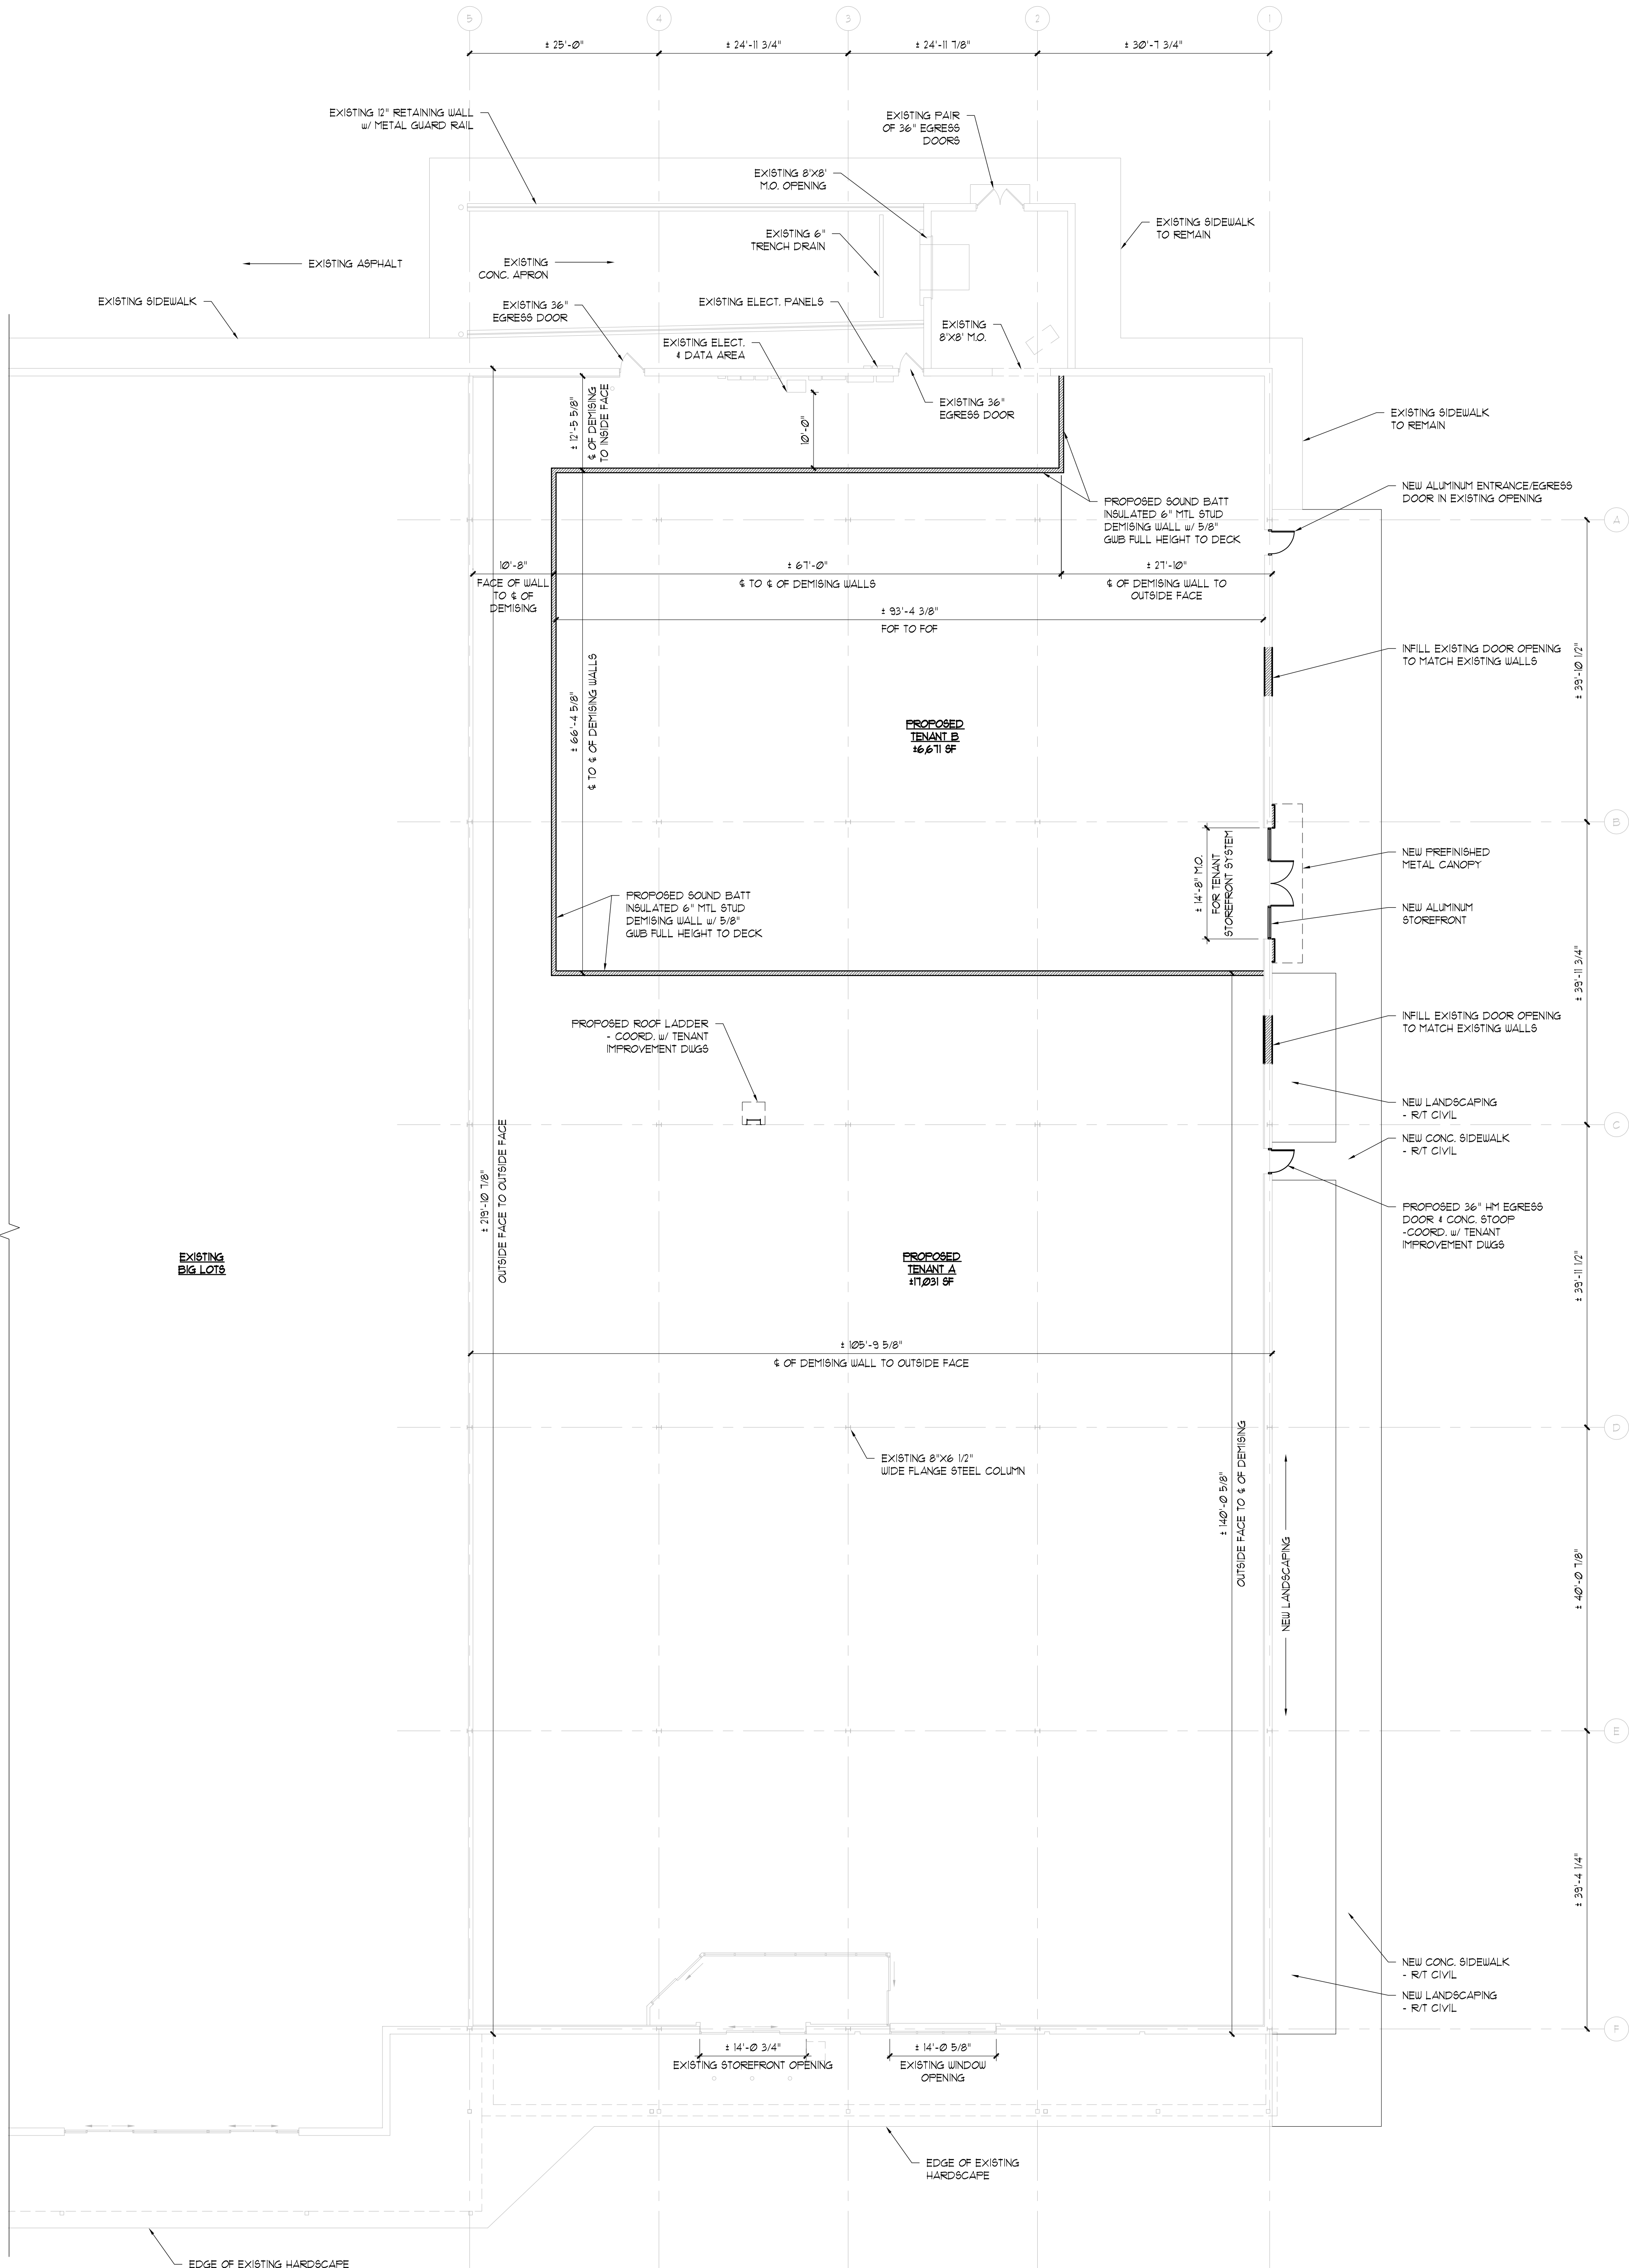 5
4
3
2
1
± 25'-0"
± 24'-11 3/4"
± 24'-11 7/8"
± 30'-7 3/4"
EXISTING 12" RETAINING WALL
w/ METAL GUARD RAIL
EXISTING PAIR
OF 36" EGRESS
DOORS
EXISTING 8'X8'
M.O. OPENING
EXISTING SIDEWALK
TO REMAIN
EXISTING 6"
TRENCH DRAIN
EXISTING ASPHALT
EXISTING
CONC. APRON
EXISTING SIDEWALK
EXISTING 36"
EGRESS DOOR
EXISTING ELECT. PANELS
EXISTING
8'X8' M.O.
EXISTING ELECT.
& DATA AREA
± 12'-5 5/8"
℄ OF DEMISING
TO INSIDE FACE
10'-0"
EXISTING 36"
EGRESS DOOR
EXISTING SIDEWALK
TO REMAIN
NEW ALUMINUM ENTRANCE/EGRESS
DOOR IN EXISTING OPENING
PROPOSED SOUND BATT
INSULATED 6" MTL STUD
DEMISING WALL w/ 5/8"
GWB FULL HEIGHT TO DECK
A
10'-8"
FACE OF WALL
TO ℄ OF
DEMISING
± 67'-0"
℄ TO ℄ OF DEMISING WALLS
± 27'-10"
℄ OF DEMISING WALL TO
OUTSIDE FACE
± 93'-4 3/8"
FOF TO FOF
INFILL EXISTING DOOR OPENING
TO MATCH EXISTING WALLS
± 39'-10 1/2"
± 66'-4 5/8"
℄ TO ℄ OF DEMISING WALLS
PROPOSED
TENANT B
±6,671 SF
B
± 14'-8" M.O.
FOR TENANT
STOREFRONT SYSTEM
NEW PREFINISHED
METAL CANOPY
PROPOSED SOUND BATT
INSULATED 6" MTL STUD
DEMISING WALL w/ 5/8"
GWB FULL HEIGHT TO DECK
NEW ALUMINUM
STOREFRONT
± 39'-11 3/4"
PROPOSED ROOF LADDER
- COORD. w/ TENANT
IMPROVEMENT DWGS
INFILL EXISTING DOOR OPENING
TO MATCH EXISTING WALLS
NEW LANDSCAPING
- R/T CIVIL
C
NEW CONC. SIDEWALK
- R/T CIVIL
± 219'-10 7/8"
OUTSIDE FACE TO OUTSIDE FACE
PROPOSED 36" HM EGRESS
DOOR & CONC. STOOP
-COORD. w/ TENANT
IMPROVEMENT DWGS
EXISTING
BIG LOTS
PROPOSED
TENANT A
±17,031 SF
± 39'-11 1/2"
± 105'-9 5/8"
℄ OF DEMISING WALL TO OUTSIDE FACE
D
EXISTING 8"X6 1/2"
WIDE FLANGE STEEL COLUMN
± 140'-0 5/8"
OUTSIDE FACE TO ℄ OF DEMISING
NEW LANDSCAPING
± 40'-0 7/8"
E
± 39'-4 1/4"
NEW CONC. SIDEWALK
- R/T CIVIL
NEW LANDSCAPING
- R/T CIVIL
F
± 14'-0 3/4"
EXISTING STOREFRONT OPENING
± 14'-0 5/8"
EXISTING WINDOW
OPENING
EDGE OF EXISTING
HARDSCAPE
EDGE OF EXISTING HARDSCAPE